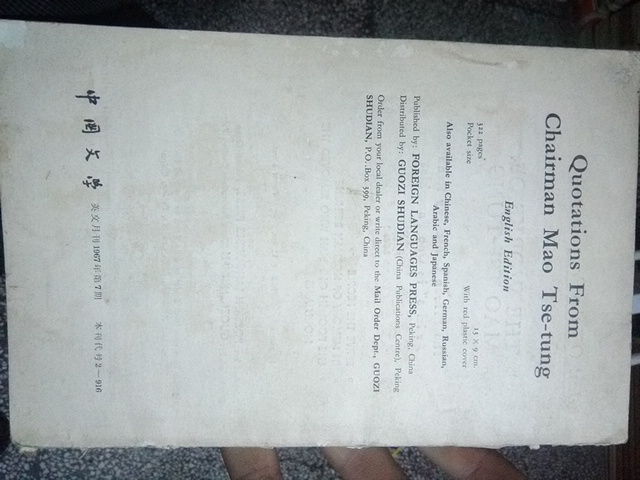 Quotations From
Chairman Mao Tse-tung
English Edition
322 pages
Pocket size
13 × 9 cm.
With red plastic cover
Also available in Chinese, French, Spanish, German, Russian,
Arabic and Japanese
Published by: FOREIGN LANGUAGES PRESS, Peking, China
Distributed by: GUOZI SHUDIAN (China Publications Centre), Peking
Order from your local dealer or write direct to the Mail Order Dept., GUOZI
SHUDIAN, P.O. Box 399, Peking, China
中國文学 英文月刊1967年第7期 本刊代号2—916